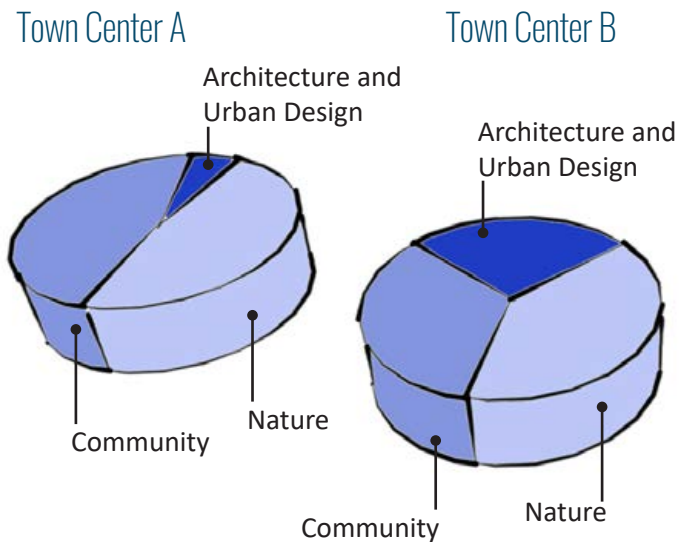 Town Center A
Town Center B
Architecture and
Urban Design
Architecture and
Urban Design
Nature
Community
Nature
Community